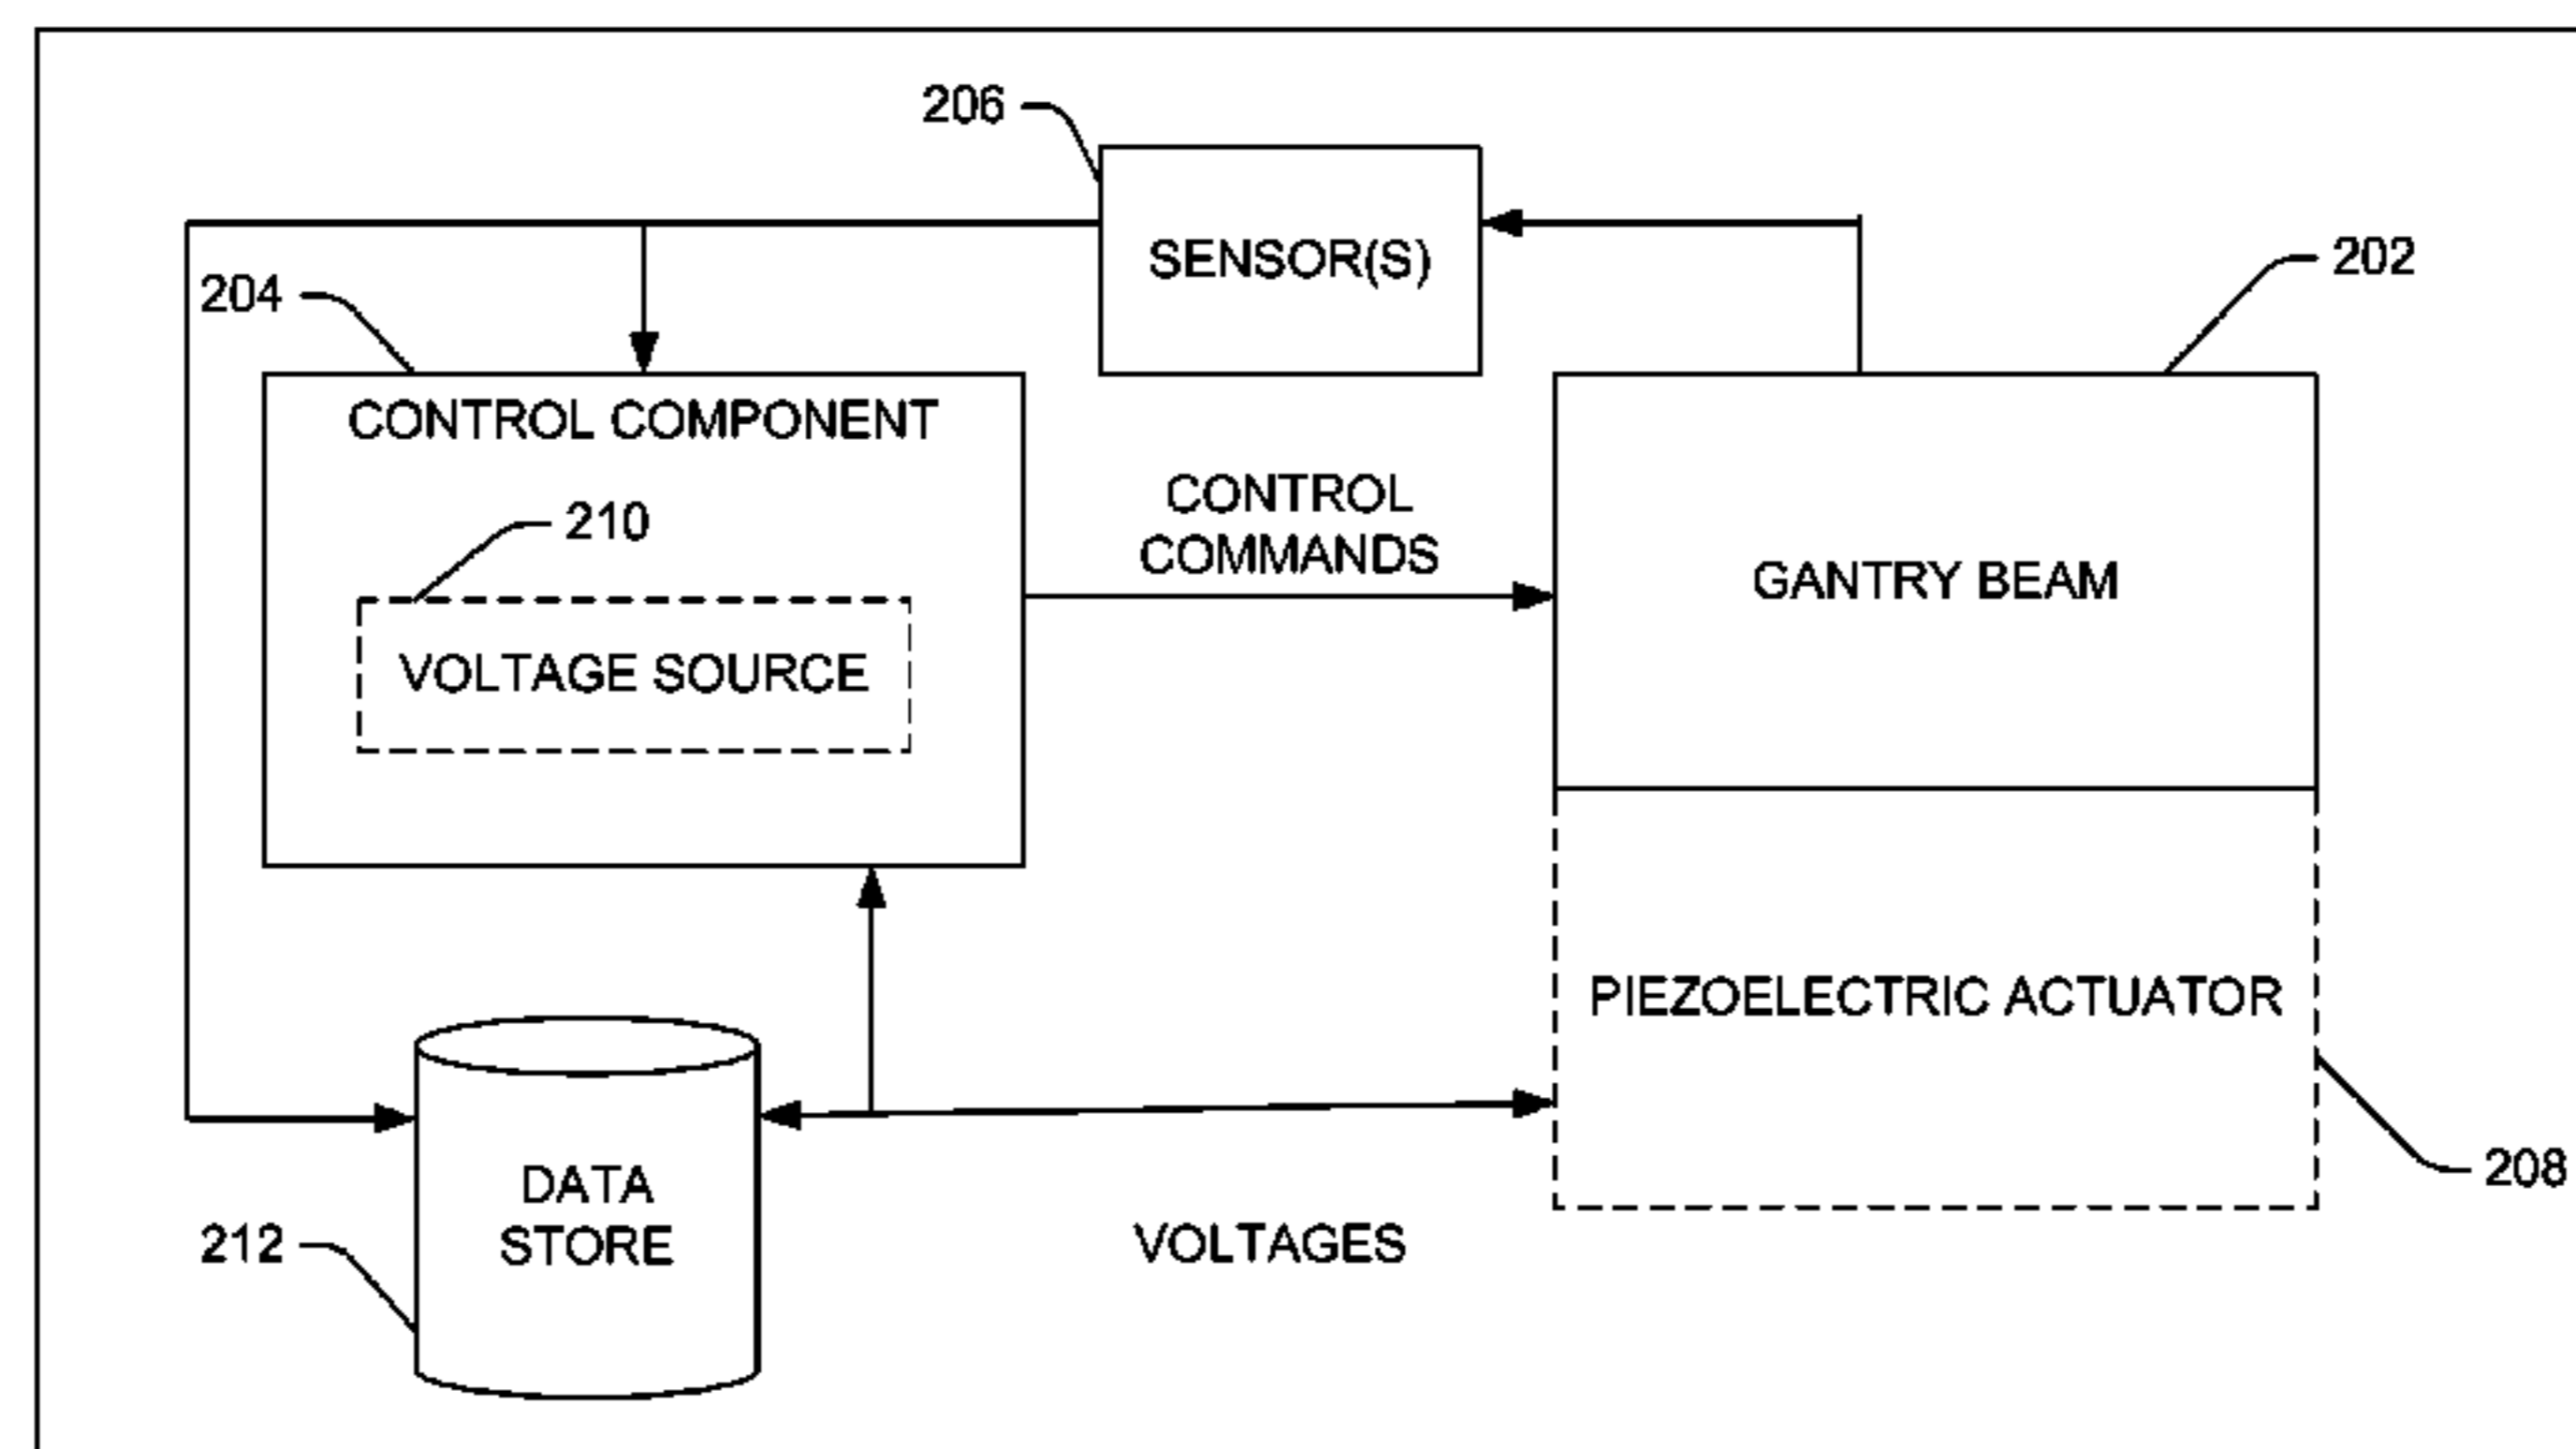 206
SENSOR(S)
202
204
CONTROL COMPONENT
210
VOLTAGE SOURCE
CONTROL
COMMANDS
GANTRY BEAM
PIEZOELECTRIC ACTUATOR
208
DATA
STORE
212
VOLTAGES